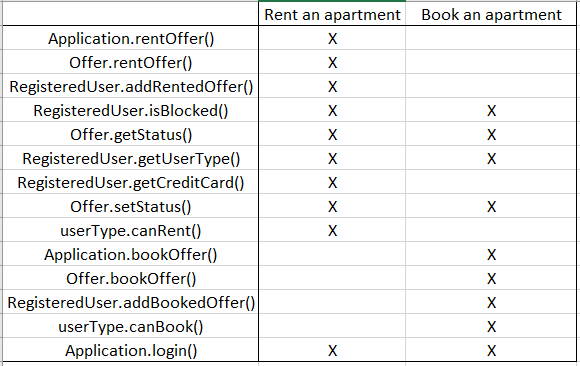 Rent an apartment Book an apartment
Application.rentOffer() X
Offer.rentOffer() X
RegisteredUser.addRentedOffer() X
RegisteredUser.isBlocked() X X
Offer.getStatus() X X
RegisteredUser.getUserType() X X
RegisteredUser.getCreditCard() X
Offer.setStatus() X X
userType.canRent() X
Application.bookOffer() X
Offer.bookOffer() X
RegisteredUser.addBookedOffer() X
userType.canBook() X
Application.login() X X